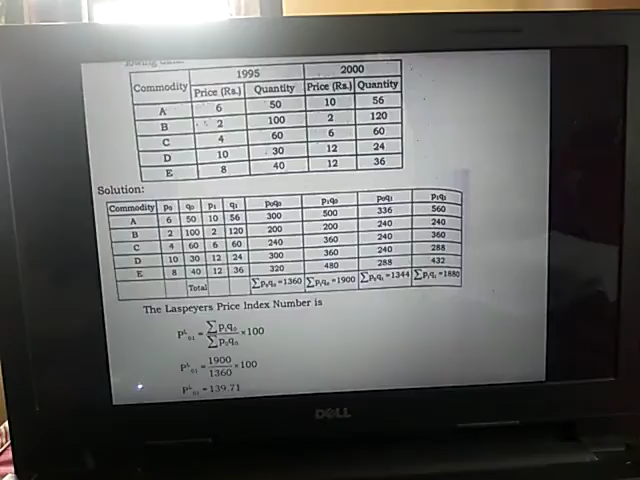 1995 2000
Commodity Price (Rs.) Quantity Price (Rs.) Quantity
A 6 50 10 56
B 2 100 2 120
C 4 60 6 60
D 10 30 12 24
E 8 40 12 36
Solution:
Commodity p₀ q₀ p₁ q₁ p₀q₀ p₁q₀ p₀q₁ p₁q₁
A 6 50 10 56 300 500 336 560
B 2 100 2 120 200 200 240 240
C 4 60 6 60 240 360 240 360
D 10 30 12 24 300 360 240 288
E 8 40 12 36 320 480 288 432
Total ∑p₀q₀ =1360 ∑p₁q₀ =1900 ∑p₀q₁ =1344 ∑p₁q₁ =1880
The Laspeyers Price Index Number is
Pᴸ₀₁ = ∑p₁q₀ / ∑p₀q₀ ×100
Pᴸ₀₁ = 1900 / 1360 ×100
Pᴸ₀₁ = 139.71
DELL